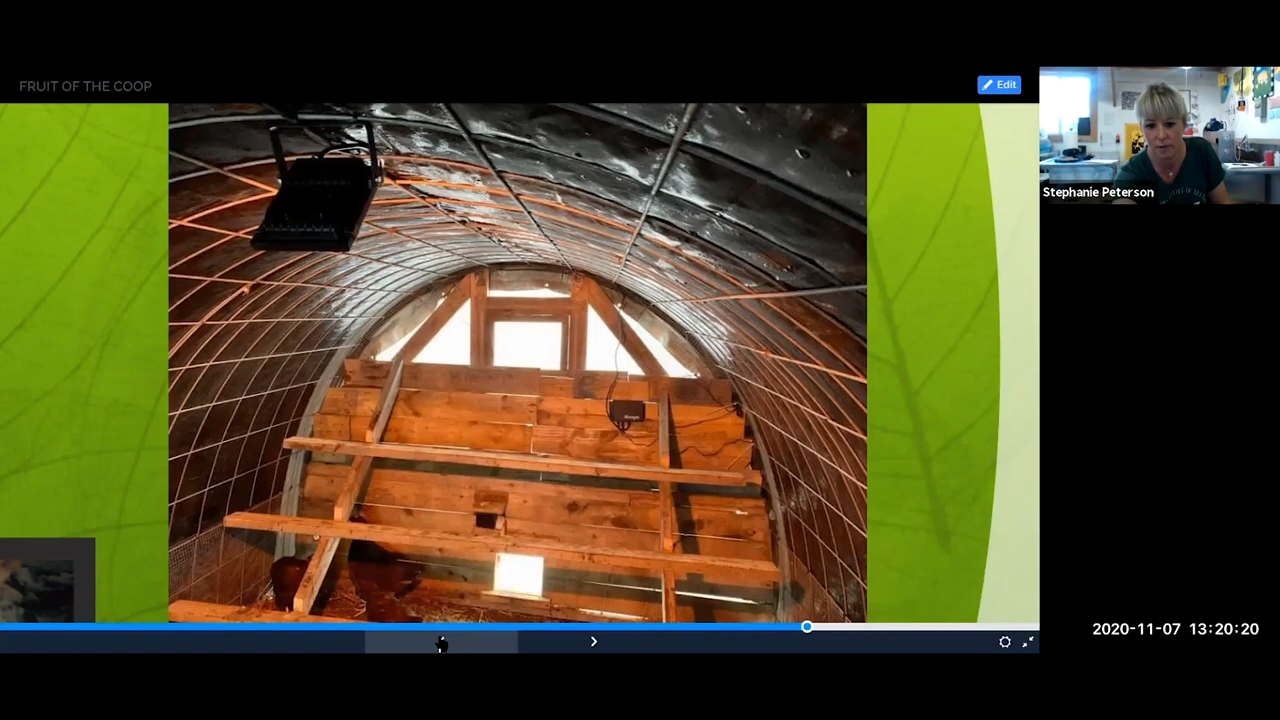 FRUIT OF THE COOP
Edit
Stephanie Peterson
2020-11-07 13:20:20